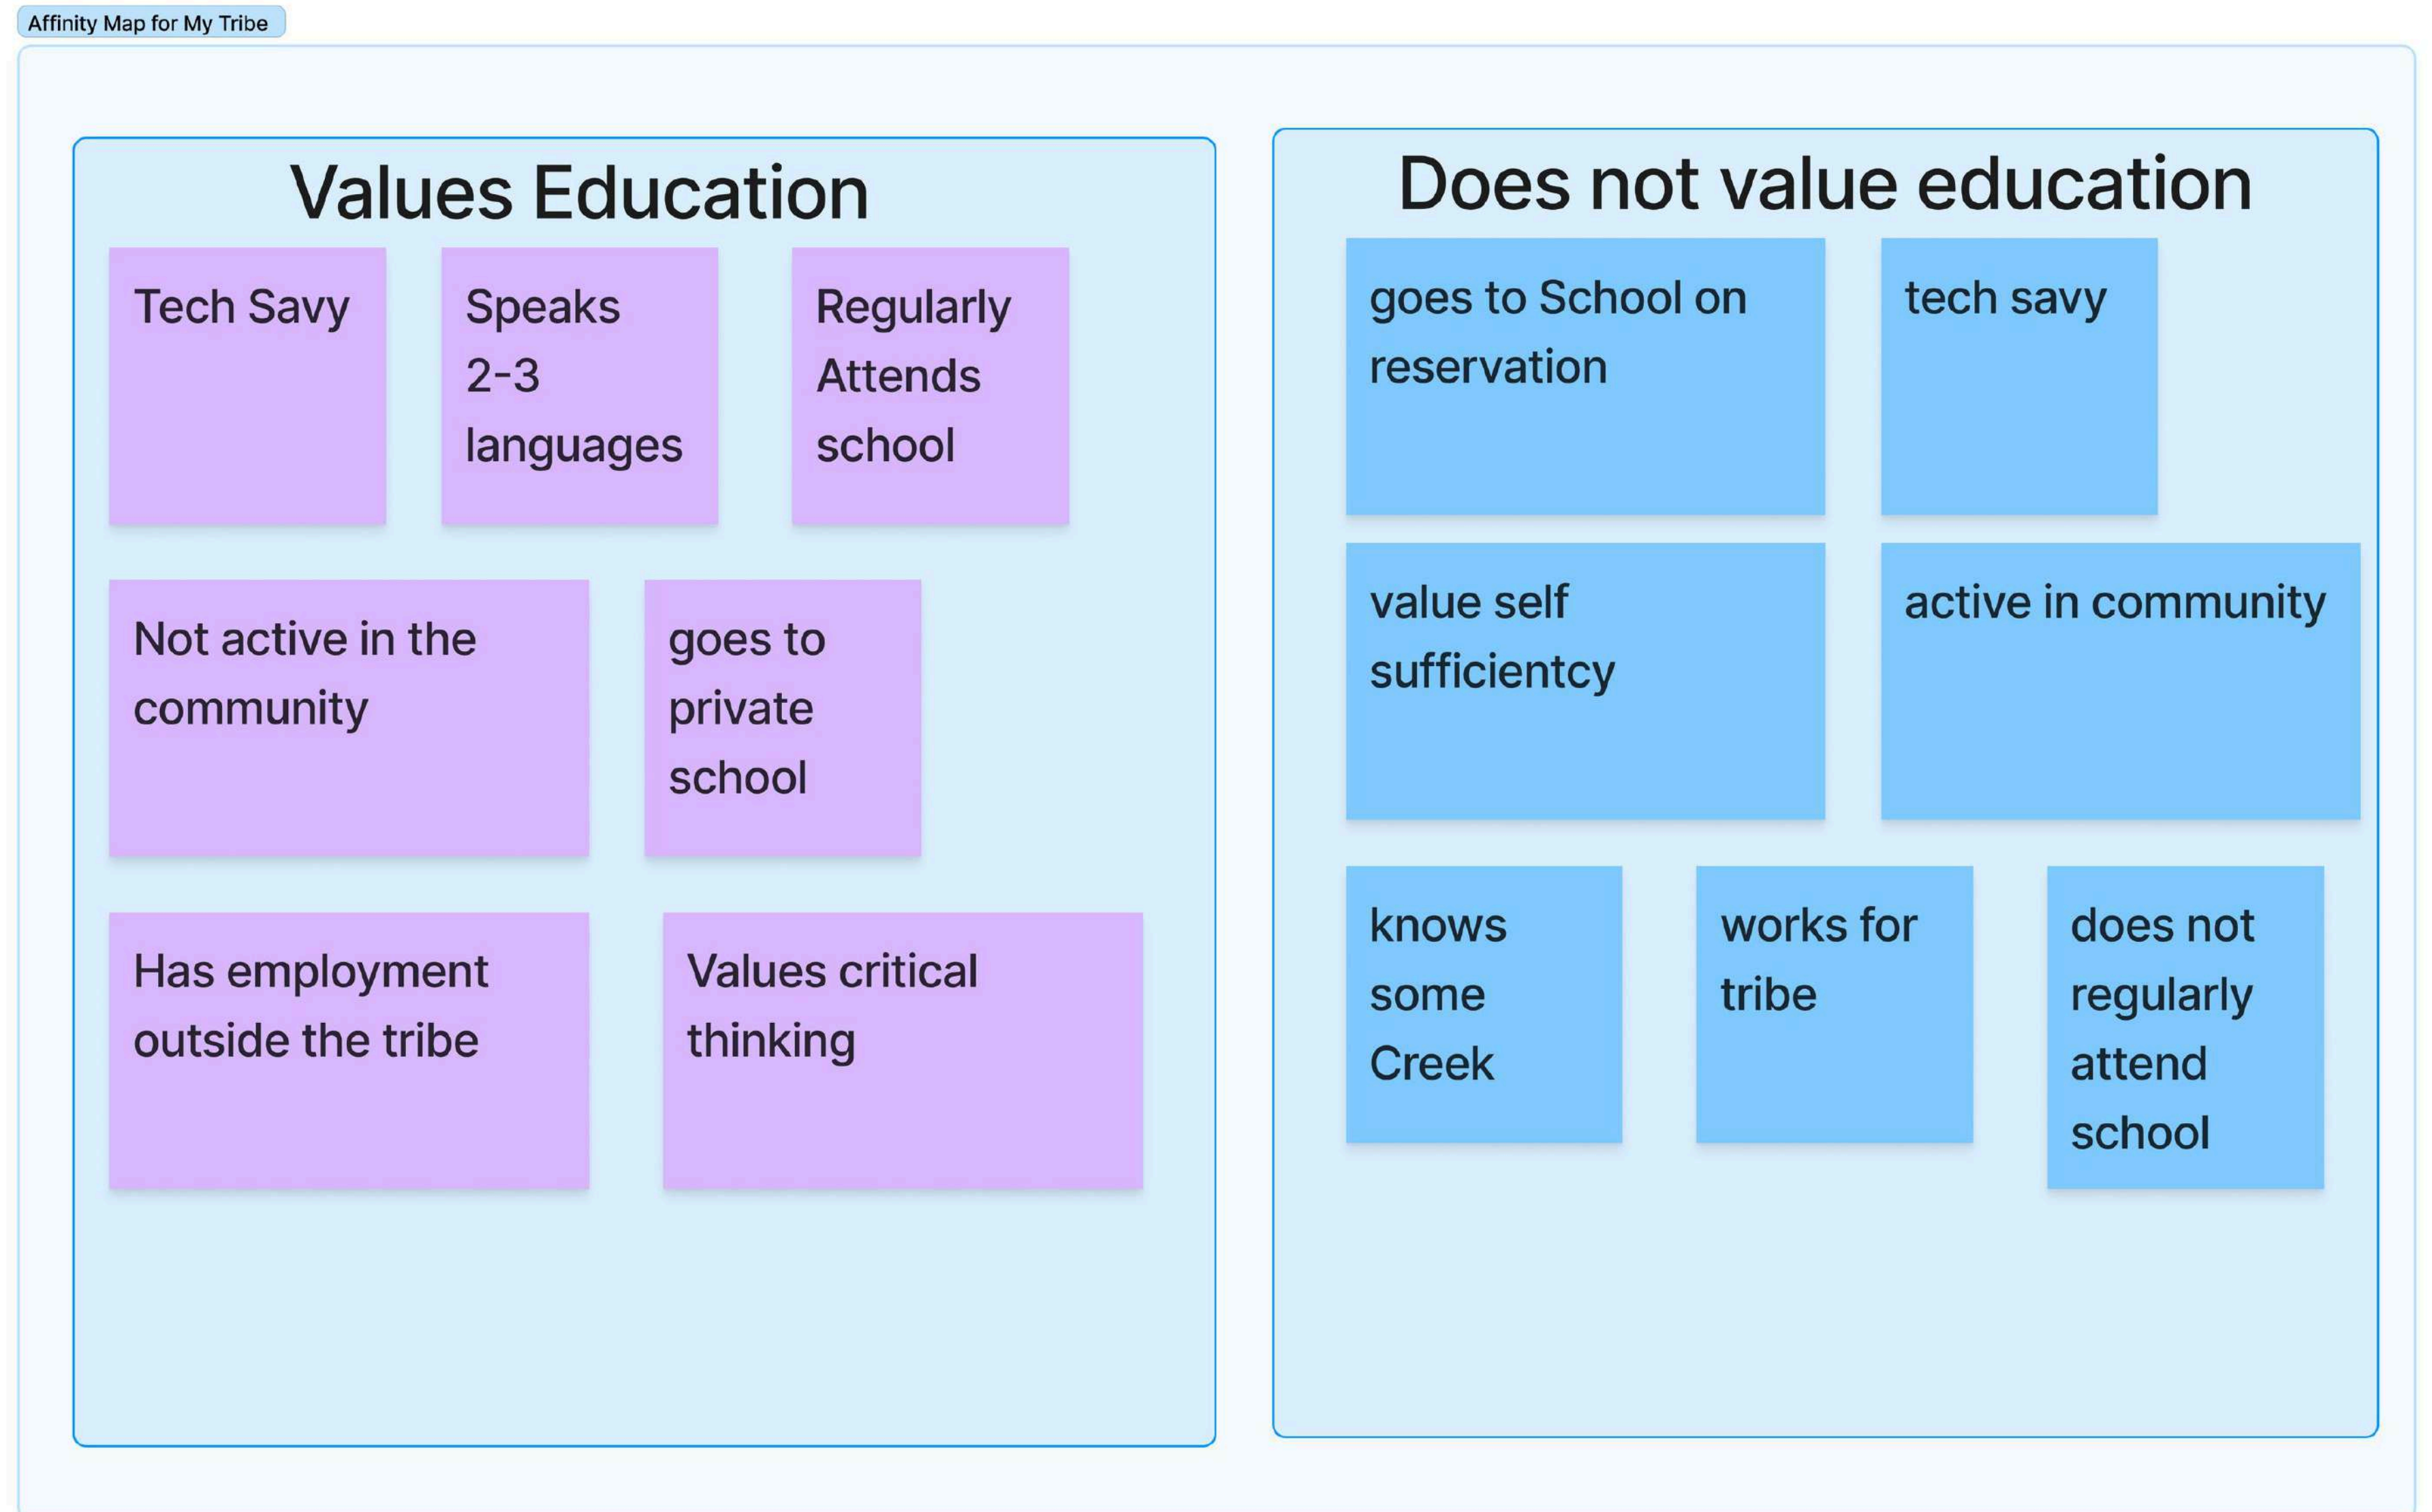 Affinity Map for My Tribe
Values Education
Tech Savy
Speaks
2-3
languages
Regularly
Attends
school
Not active in the
community
goes to
private
school
Has employment
outside the tribe
Values critical
thinking
Does not value education
goes to School on
reservation
tech savy
value self
sufficientcy
active in community
knows
some
Creek
works for
tribe
does not
regularly
attend
school